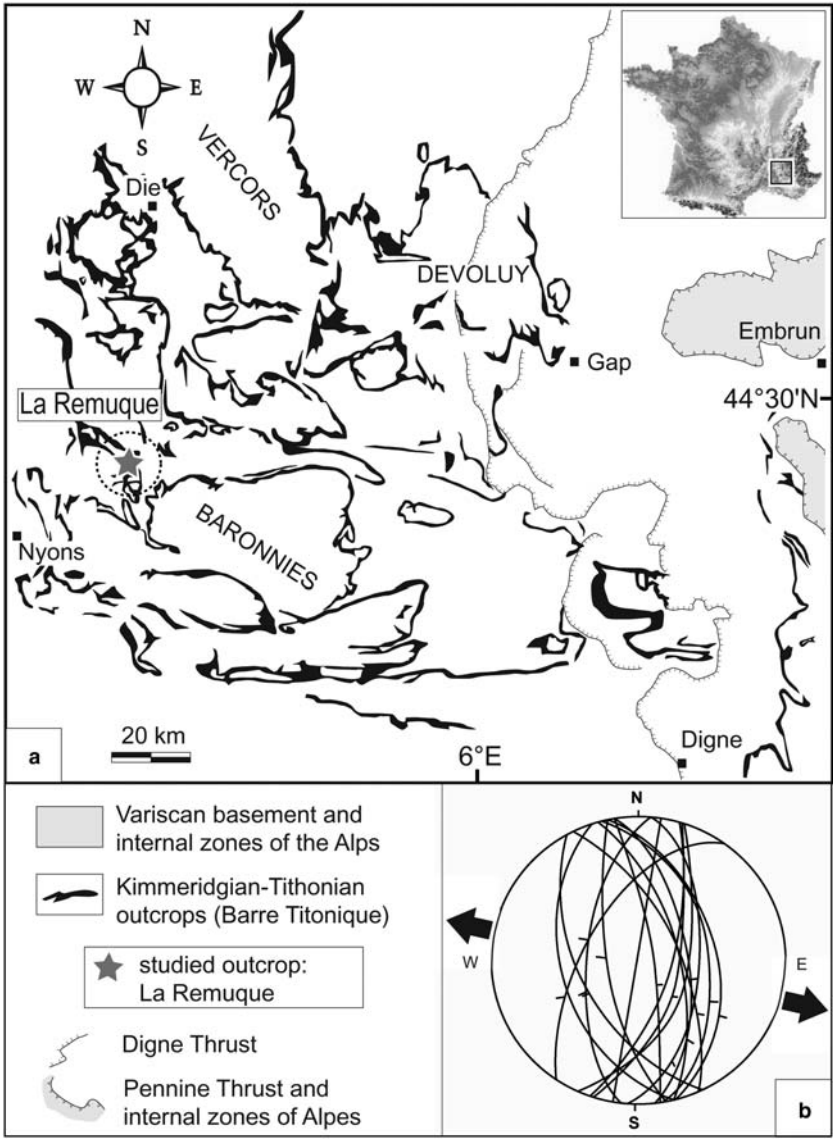 N
W E
S
VERCORS
Die
DEVOLUY
Embrun
Gap
La Remuque
44°30'N
BARONNIES
Nyons
20 km
6°E
Digne
a
Variscan basement and
internal zones of the Alps
Kimmeridgian-Tithonian
outcrops (Barre Titonique)
studied outcrop:
La Remuque
Digne Thrust
Pennine Thrust and
internal zones of Alpes
N
W E
S
b